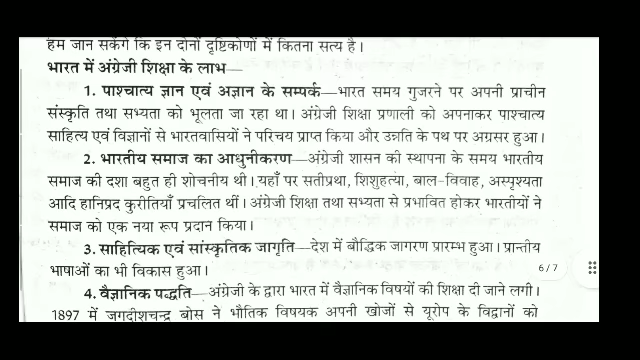 हम जान सकेंगे कि इन दोनों दृष्टिकोणों में कितना सत्य है।
भारत में अंग्रेजी शिक्षा के लाभ—
1. पाश्चात्य ज्ञान एवं अज्ञान के सम्पर्क—भारत समय गुजरने पर अपनी प्राचीन
संस्कृति तथा सभ्यता को भूलता जा रहा था। अंग्रेजी शिक्षा प्रणाली को अपनाकर पाश्चात्य
साहित्य एवं विज्ञानों से भारतवासियों ने परिचय प्राप्त किया और उन्नति के पथ पर अग्रसर हुआ।
2. भारतीय समाज का आधुनीकरण—अंग्रेजी शासन की स्थापना के समय भारतीय
समाज की दशा बहुत ही शोचनीय थी। यहाँ पर सतीप्रथा, शिशुहत्या, बाल-विवाह, अस्पृश्यता
आदि हानिप्रद कुरीतियाँ प्रचलित थीं। अंग्रेजी शिक्षा तथा सभ्यता से प्रभावित होकर भारतीयों ने
समाज को एक नया रूप प्रदान किया।
3. साहित्यिक एवं सांस्कृतिक जागृति—देश में बौद्धिक जागरण प्रारम्भ हुआ। प्रान्तीय
भाषाओं का भी विकास हुआ।
6/7
4. वैज्ञानिक पद्धति—अंग्रेजी के द्वारा भारत में वैज्ञानिक विषयों की शिक्षा दी जाने लगी।
1897 में जगदीशचन्द्र बोस ने भौतिक विषयक अपनी खोजों से यूरोप के विद्वानों को